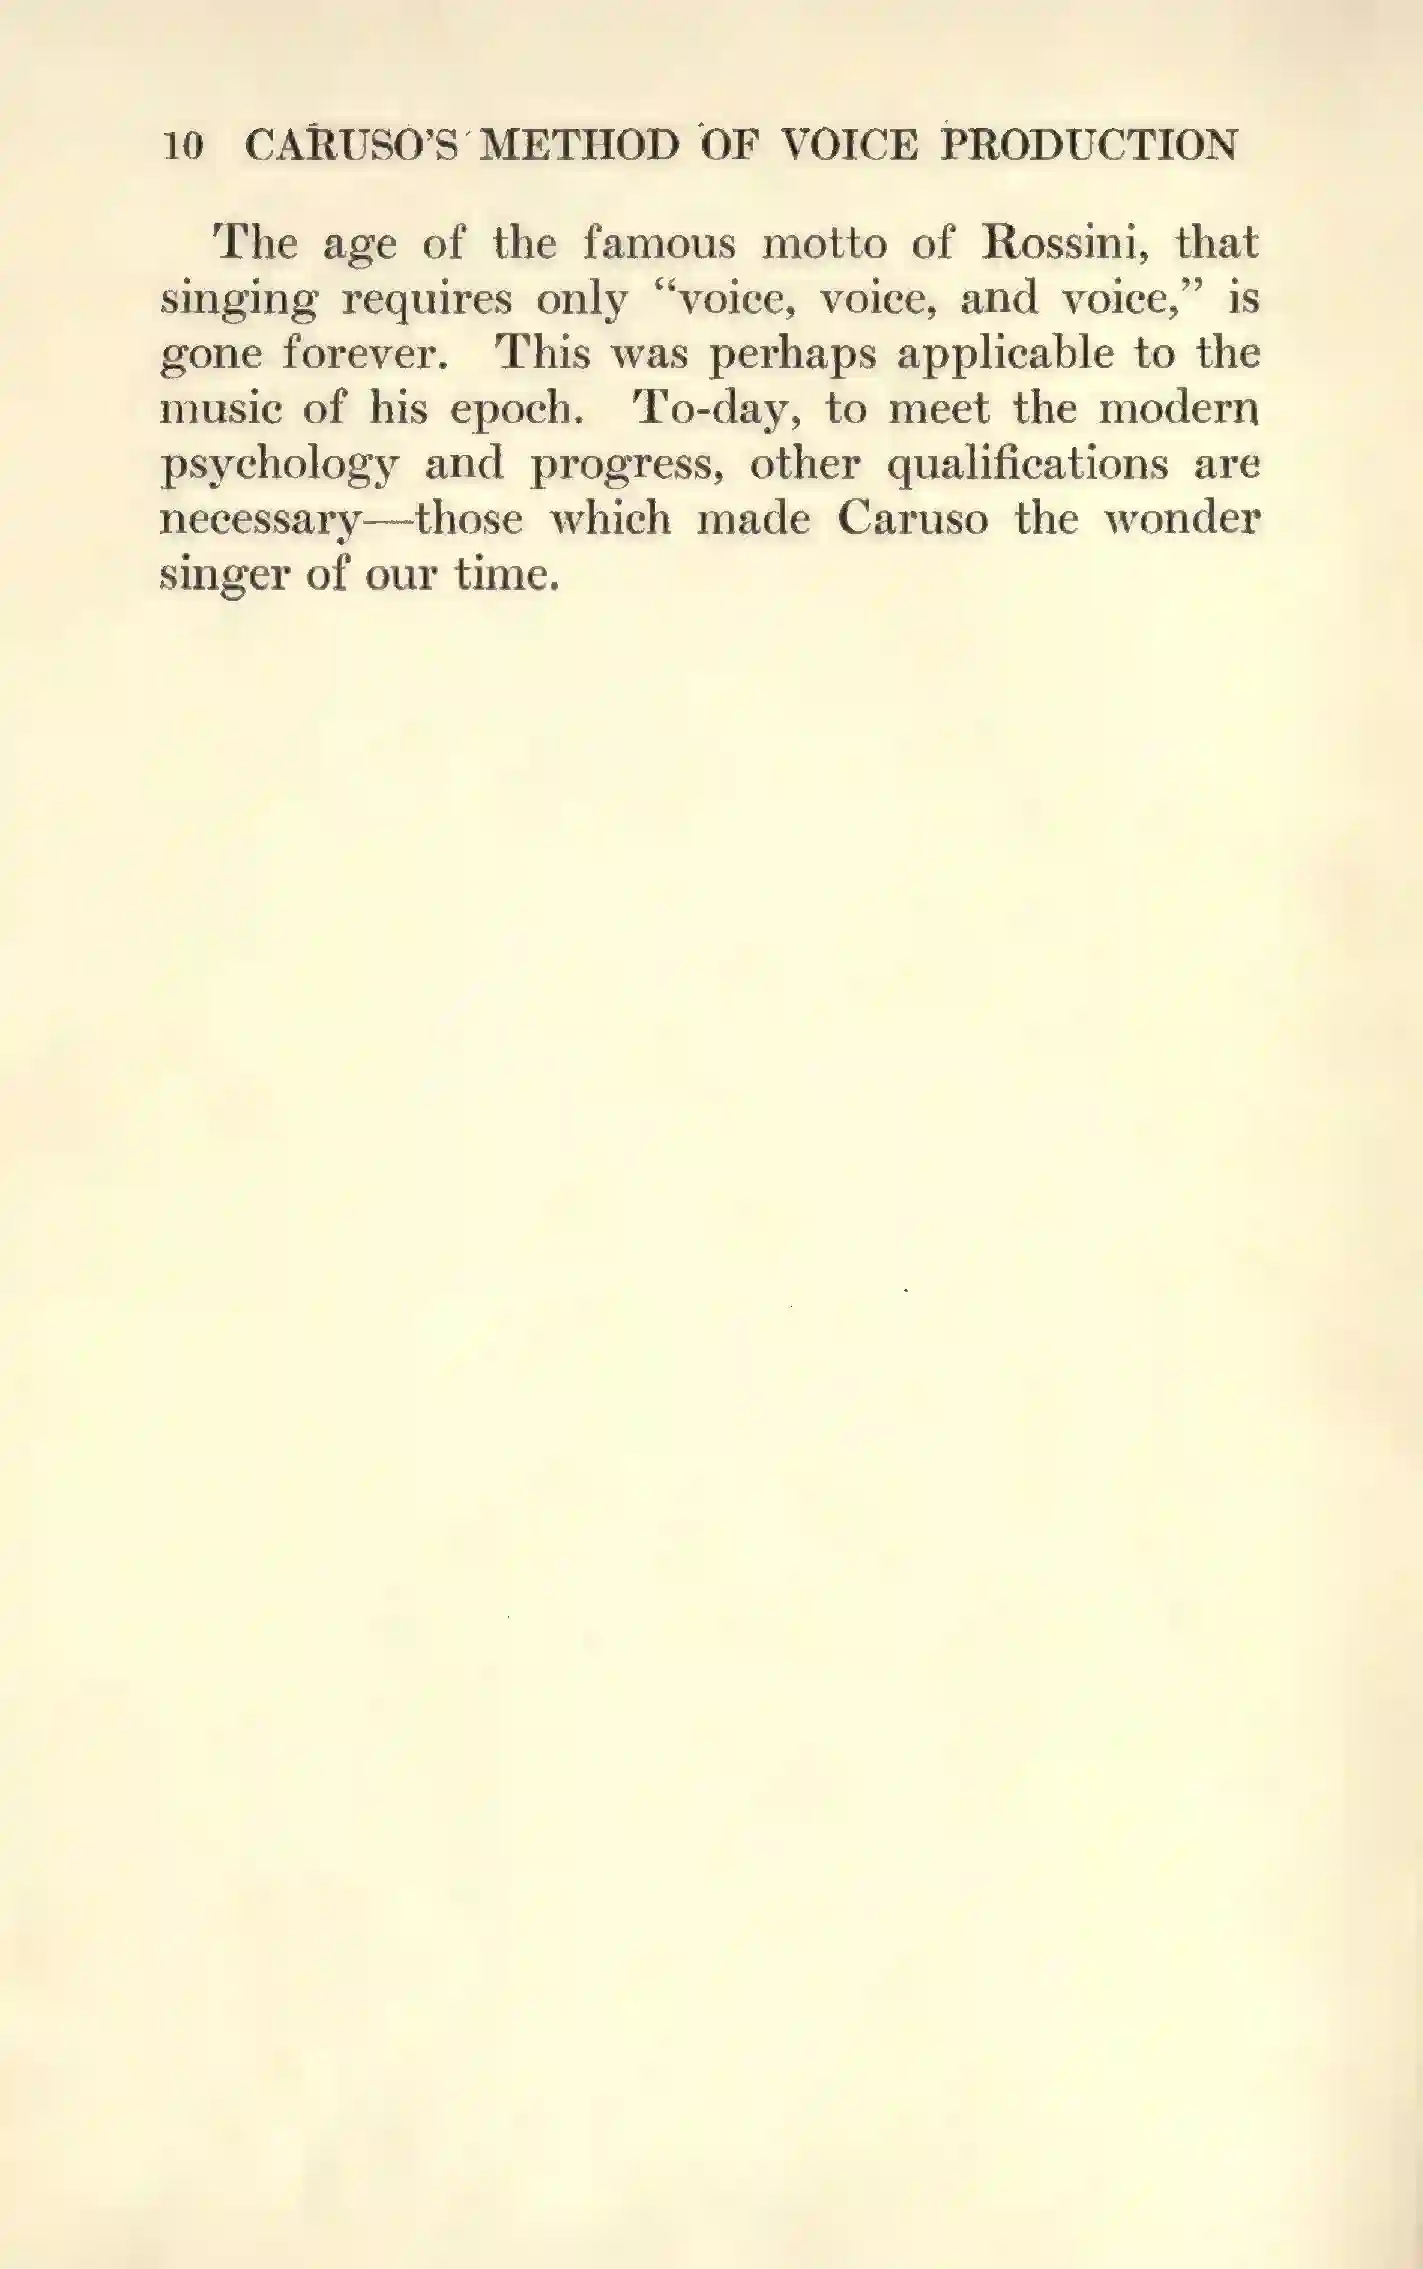 10 CARUSO’S METHOD OF VOICE PRODUCTION
The age of the famous motto of Rossini, that
singing requires only “voice, voice, and voice,” is
gone forever. This was perhaps applicable to the
music of his epoch. To-day, to meet the modern
psychology and progress, other qualifications are
necessary—those which made Caruso the wonder
singer of our time.